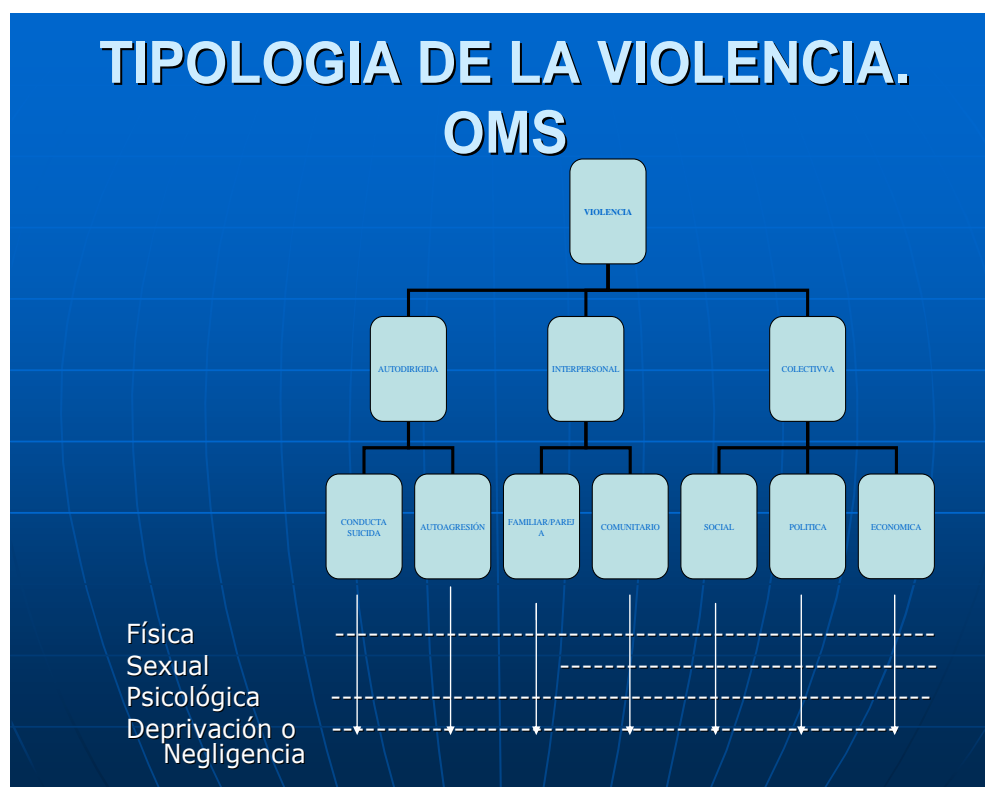 TIPOLOGIA DE LA VIOLENCIA.
OMS
VIOLENCIA
AUTODIRIGIDA
INTERPERSONAL
COLECTIVVA
CONDUCTA
SUICIDA
AUTOAGRESIÓN
FAMILIAR/PAREJ
A
COMUNITARIO
SOCIAL
POLITICA
ECONOMICA
Física
Sexual
Psicológica
Deprivación o
Negligencia